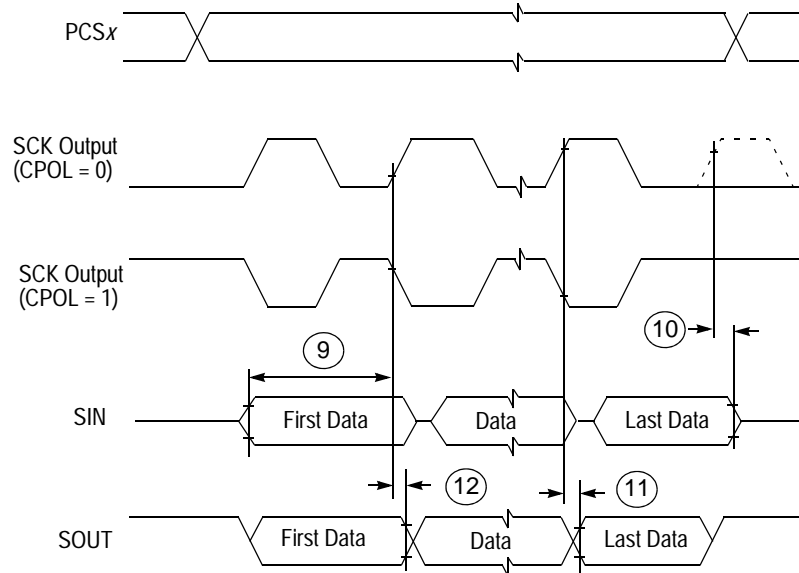 PCSx
SCK Output
(CPOL = 0)
SCK Output
(CPOL = 1)
10
9
SIN
First Data
Data
Last Data
12
11
SOUT
First Data
Data
Last Data